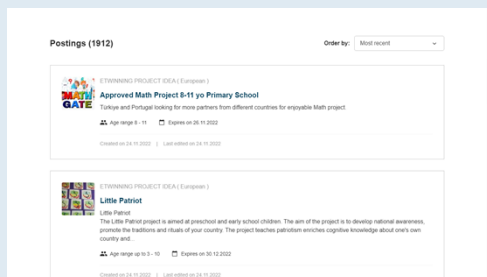 Postings (1912)
Order by: Most recent
MATH
GATE
ETWINNING PROJECT IDEA ( European )
Approved Math Project 8-11 yo Primary School
Türkiye and Portugal looking for more partners from different countries for enjoyable Math project
Age range 8 - 11 Expires on 26.11.2022
Created on 24.11.2022 | Last edited on 24.11.2022
ETWINNING PROJECT IDEA ( European )
Little Patriot
Little Patriot
The Little Patriot project is aimed at preschool and early school children. The aim of the project is to develop national awareness,
promote the traditions and rituals of your country. The project teaches patriotism enriches cognitive knowledge about one's own
country and...
Age range up to 3 - 10 Expires on 30.12.2022
Created on 24.11.2022 | Last edited on 24.11.2022